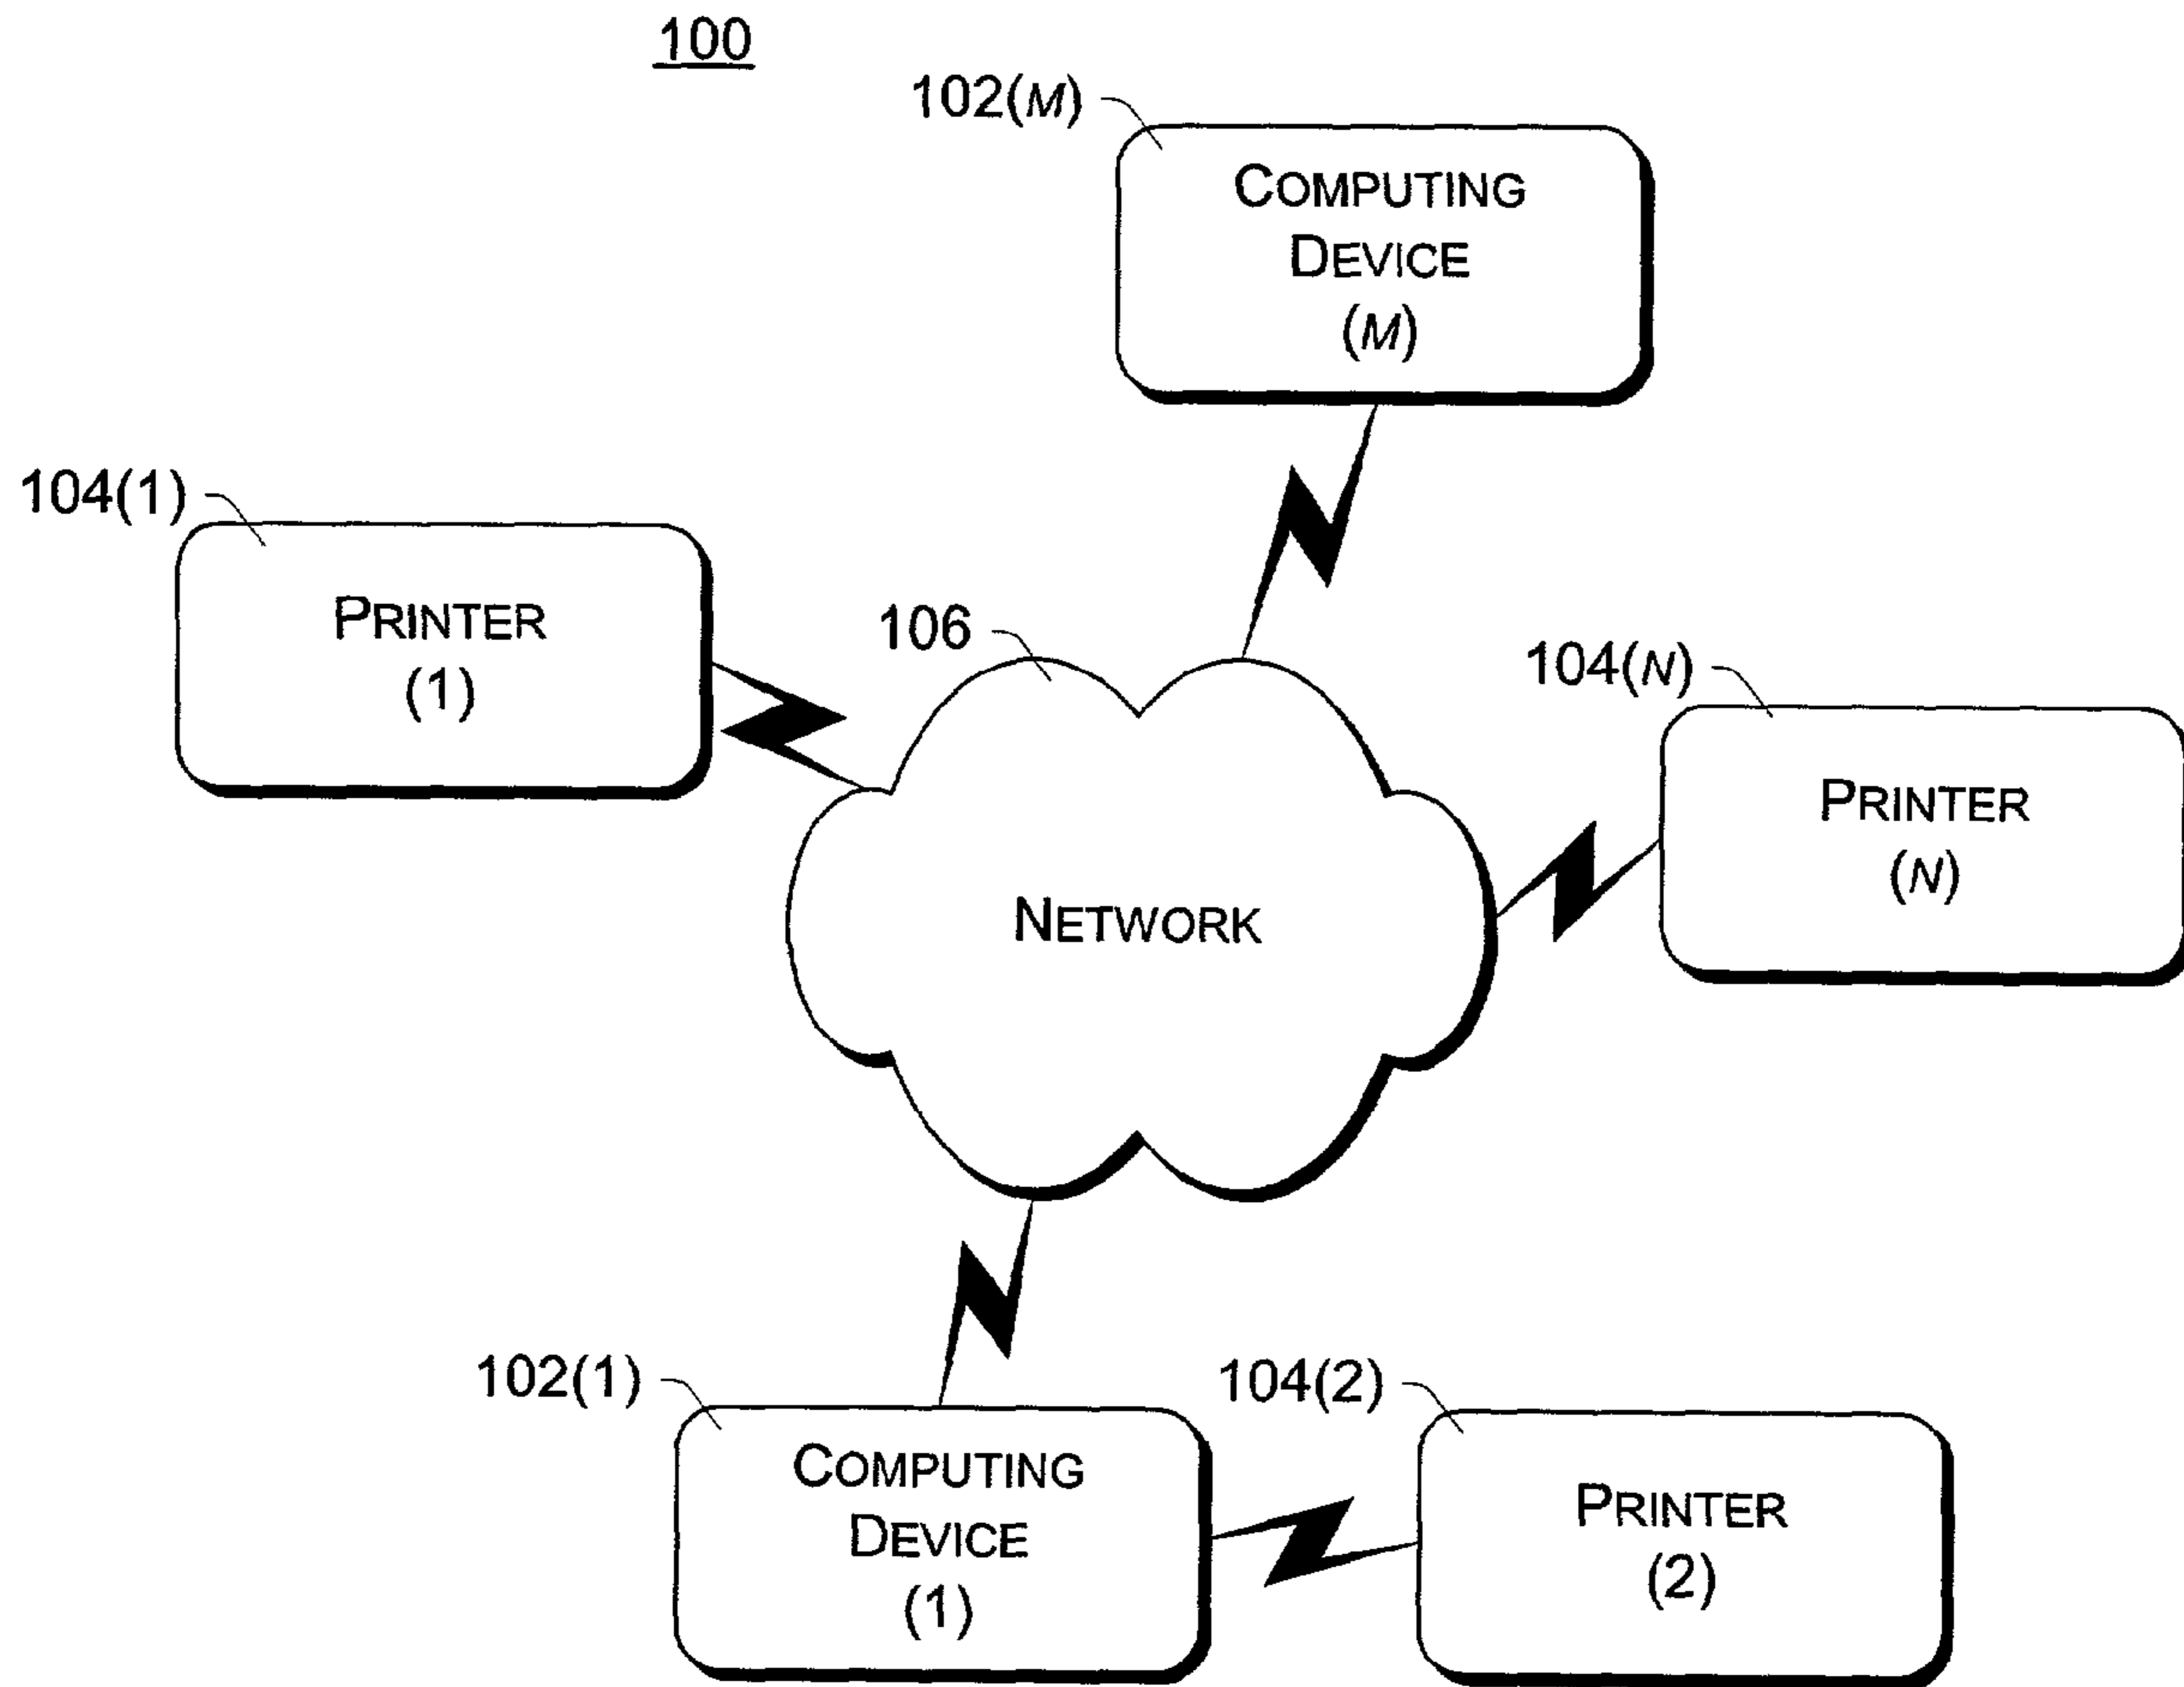 100
102(M)
COMPUTING
DEVICE
(M)
104(1)
PRINTER
(1)
106
104(N)
PRINTER
(N)
NETWORK
102(1)
COMPUTING
DEVICE
(1)
104(2)
PRINTER
(2)